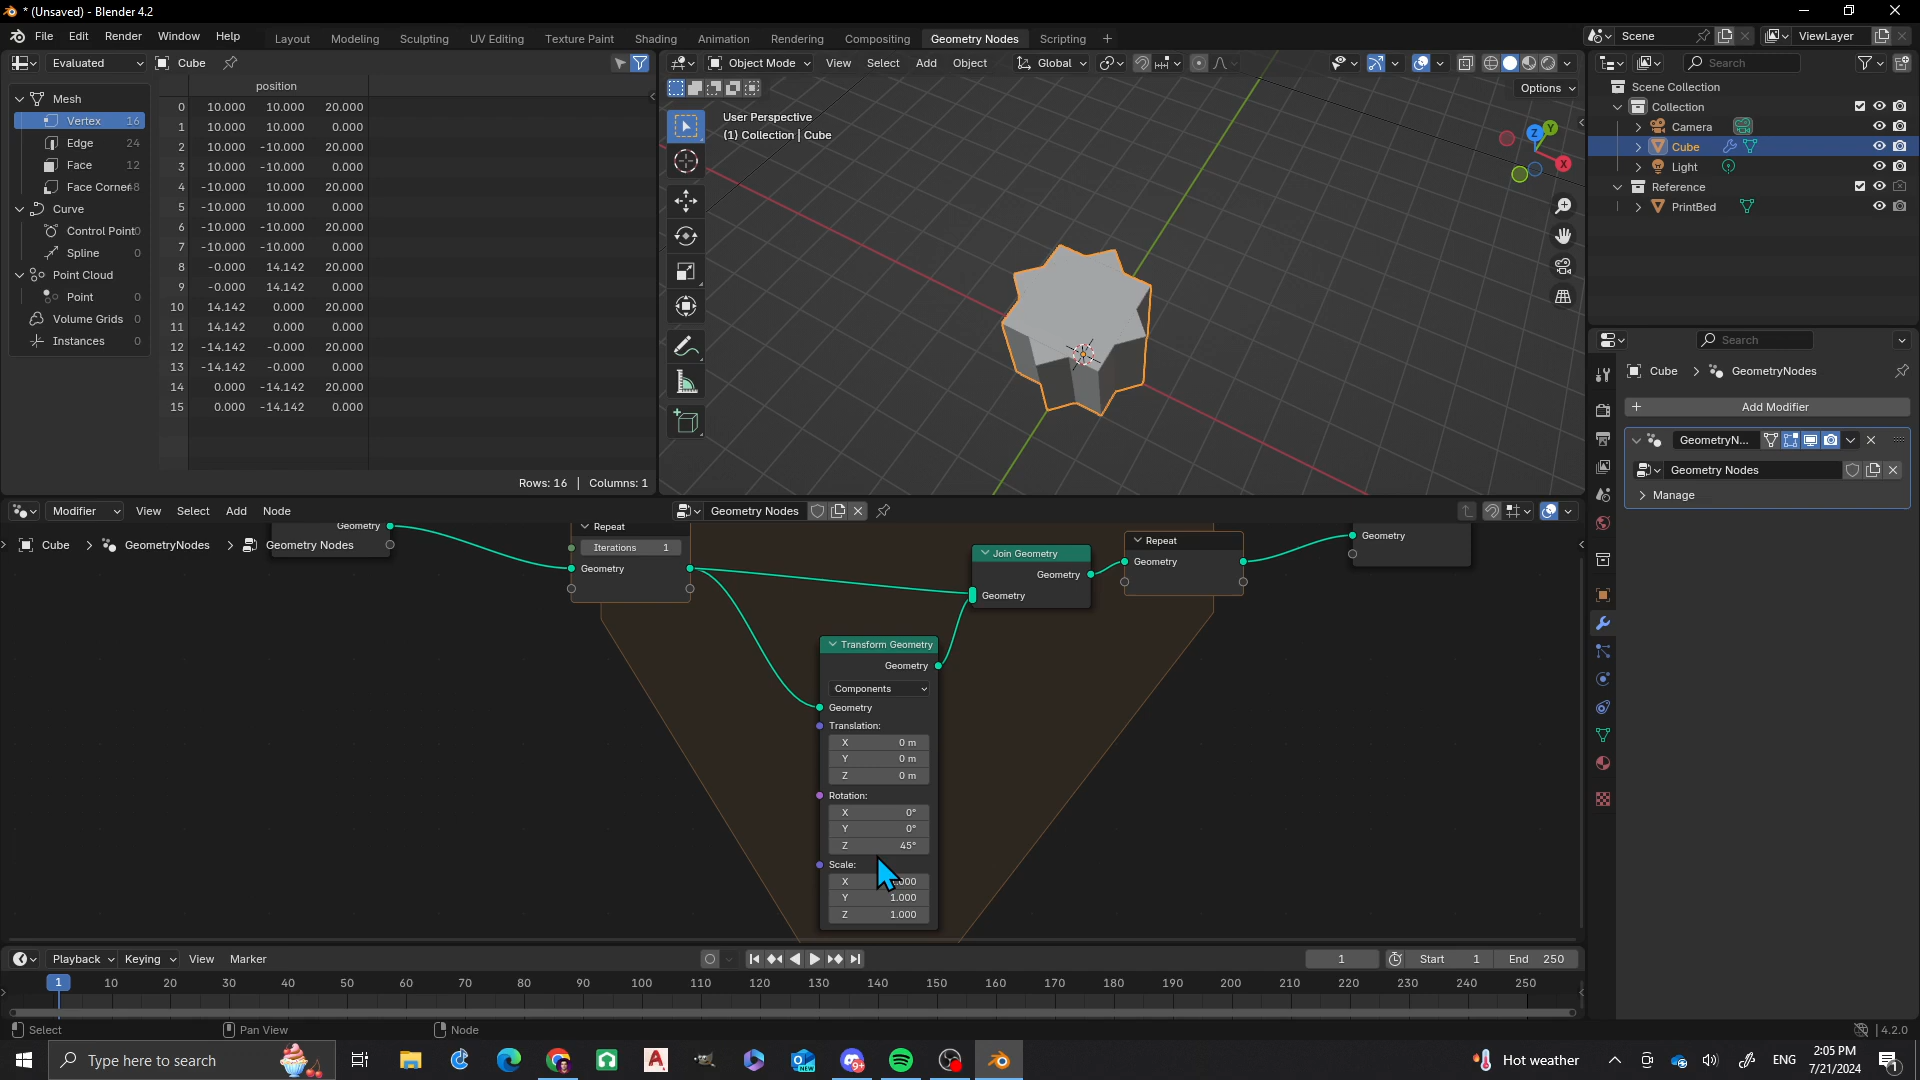 * (Unsaved) - Blender 4.2
File Edit Render Window Help Layout Modeling Sculpting UV Editing Texture Paint Shading Animation Rendering Compositing Geometry Nodes Scripting + Scene ViewLayer
Evaluated Cube
position
Mesh
Vertex 16
Edge 24
Face 12
Face Corner
Curve
Control Point 0
Spline 0
Point Cloud
Point 0
Volume Grids 0
Instances 0
0 10.000 10.000 20.000
1 10.000 10.000 0.000
2 10.000 -10.000 20.000
3 10.000 -10.000 0.000
4 -10.000 10.000 20.000
5 -10.000 10.000 0.000
6 -10.000 -10.000 20.000
7 -10.000 -10.000 0.000
8 -0.000 14.142 20.000
9 -0.000 14.142 0.000
10 14.142 0.000 20.000
11 14.142 0.000 0.000
12 -14.142 -0.000 20.000
13 -14.142 -0.000 0.000
14 0.000 -14.142 20.000
15 0.000 -14.142 0.000
Rows: 16 | Columns: 1
Object Mode View Select Add Object Global
Options
User Perspective
(1) Collection | Cube
Z Y X
Search
Scene Collection
Collection
Camera
Cube
Light
Reference
PrintBed
Search
Cube > GeometryNodes
+ Add Modifier
GeometryN...
Geometry Nodes
Manage
Modifier View Select Add Node Geometry Nodes
Cube > GeometryNodes > Geometry Nodes
Geometry
Repeat
Iterations 1
Geometry
Join Geometry
Geometry
Geometry
Repeat
Geometry
Geometry
Transform Geometry
Geometry
Components
Geometry
Translation:
X 0 m
Y 0 m
Z 0 m
Rotation:
X 0°
Y 0°
Z 45°
Scale:
X
Y 1.000
Z 1.000
Playback Keying View Marker 1 Start 1 End 250
1 10 20 30 40 50 60 70 80 90 100 110 120 130 140 150 160 170 180 190 200 210 220 230 240 250
Select Pan View Node 4.2.0
Type here to search Hot weather ENG 2:05 PM
7/21/2024